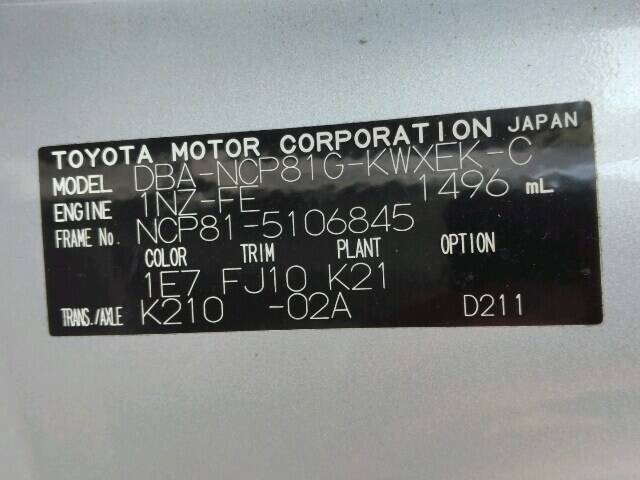 TOYOTA MOTOR CORPORATION JAPAN
MODEL DBA-NCP81G-KWXEK-C
ENGINE 1NZ-FE 1496 mL
FRAME No. NCP81-5106845
COLOR TRIM PLANT OPTION
1E7 FJ10 K21
TRANS./AXLE K210 -02A D211